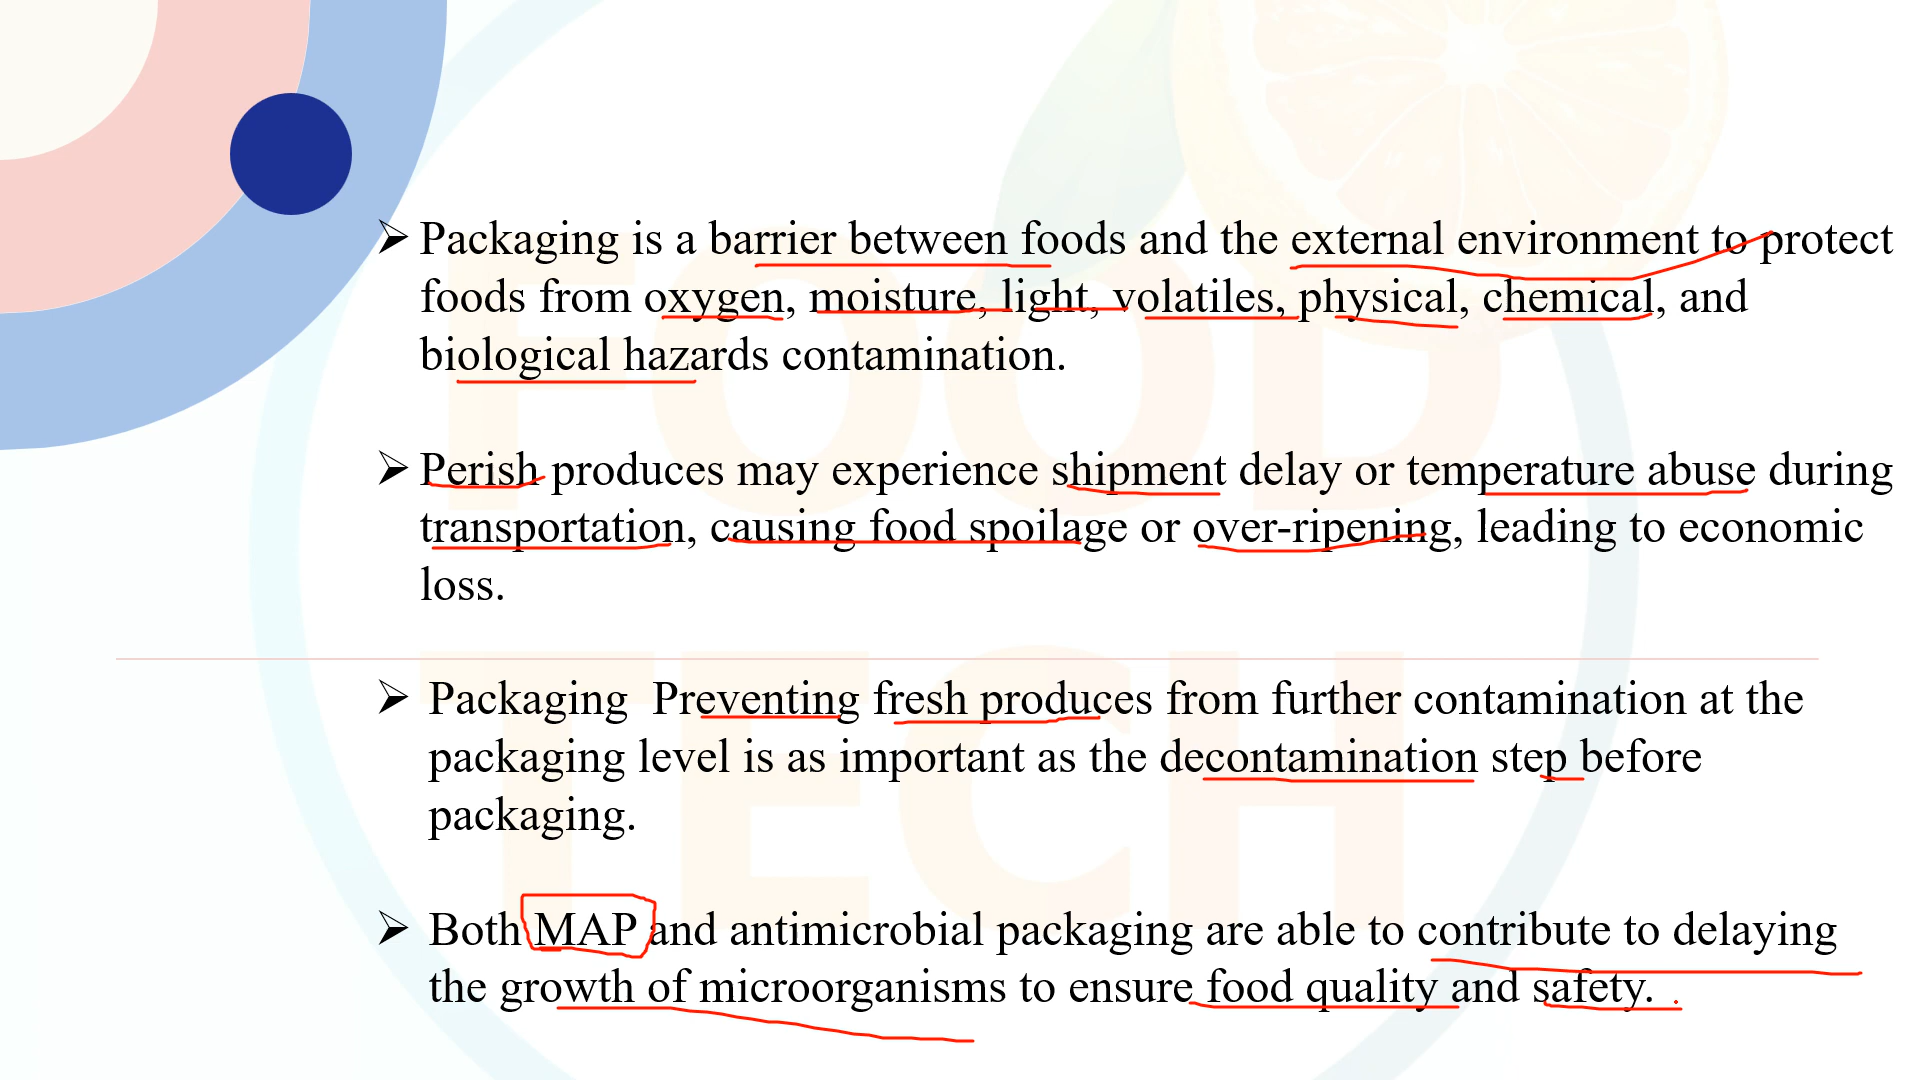 Packaging is a barrier between foods and the external environment to protect
foods from oxygen, moisture, light, volatiles, physical, chemical, and
biological hazards contamination.
Perish produces may experience shipment delay or temperature abuse during
transportation, causing food spoilage or over-ripening, leading to economic
loss.
Packaging Preventing fresh produces from further contamination at the
packaging level is as important as the decontamination step before
packaging.
Both MAP and antimicrobial packaging are able to contribute to delaying
the growth of microorganisms to ensure food quality and safety.
FOOD
TECH